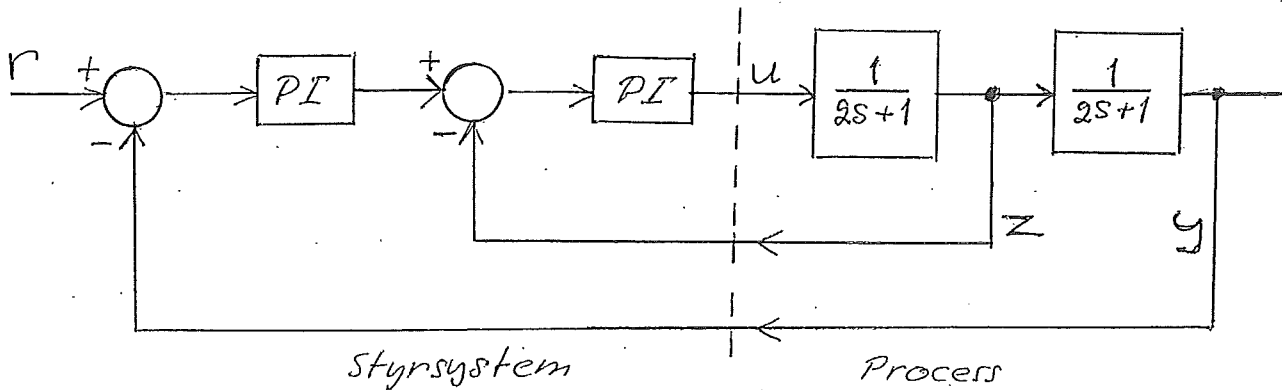 r + - PI + - PI u 1/(2s+1) 1/(2s+1)
z y
Styrsystem Process